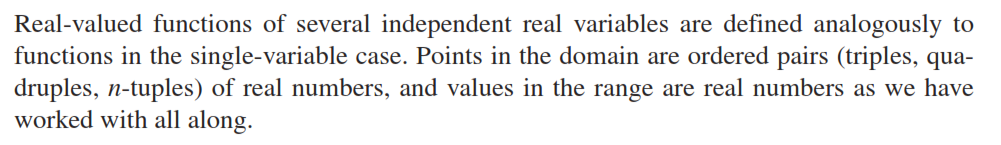 Real-valued functions of several independent real variables are defined analogously to
functions in the single-variable case. Points in the domain are ordered pairs (triples, qua-
druples, n-tuples) of real numbers, and values in the range are real numbers as we have
worked with all along.